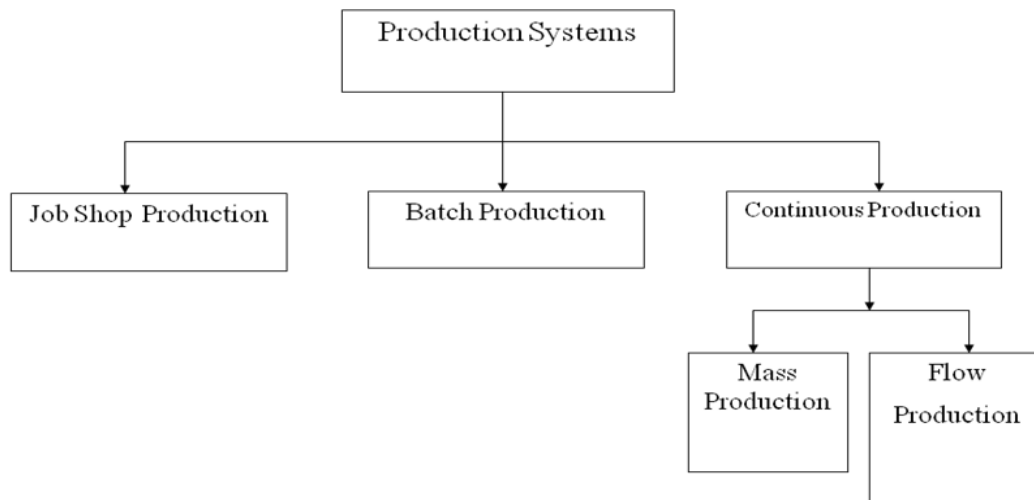 Production Systems
Job Shop Production
Batch Production
Continuous Production
Mass
Production
Flow
Production